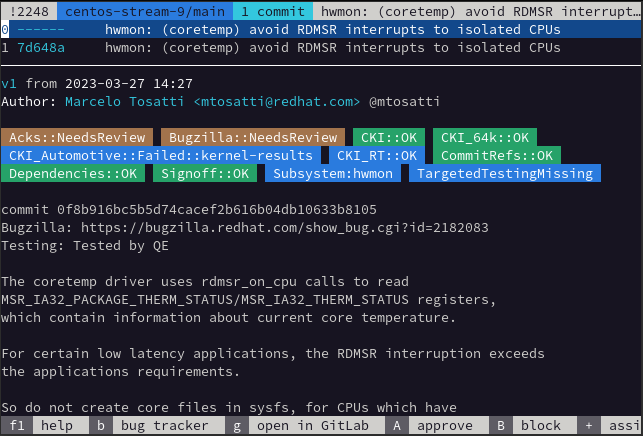 !2248 centos-stream-9/main 1 commit hwmon: (coretemp) avoid RDMSR interrupt…
0 ------ hwmon: (coretemp) avoid RDMSR interrupts to isolated CPUs
1 7d648a hwmon: (coretemp) avoid RDMSR interrupts to isolated CPUs
v1 from 2023-03-27 14:27
Author: Marcelo Tosatti <mtosatti@redhat.com> @mtosatti
Acks::NeedsReview Bugzilla::NeedsReview CKI::OK CKI_64k::OK
CKI_Automotive::Failed::kernel-results CKI_RT::OK CommitRefs::OK
Dependencies::OK Signoff::OK Subsystem:hwmon TargetedTestingMissing
commit 0f8b916bc5b5d74cacef2b616b04db10633b8105
Bugzilla: https://bugzilla.redhat.com/show_bug.cgi?id=2182083
Testing: Tested by QE
The coretemp driver uses rdmsr_on_cpu calls to read
MSR_IA32_PACKAGE_THERM_STATUS/MSR_IA32_THERM_STATUS registers,
which contain information about current core temperature.
For certain low latency applications, the RDMSR interruption exceeds
the applications requirements.
So do not create core files in sysfs, for CPUs which have
f1 help b bug tracker g open in GitLab A approve B block + assi